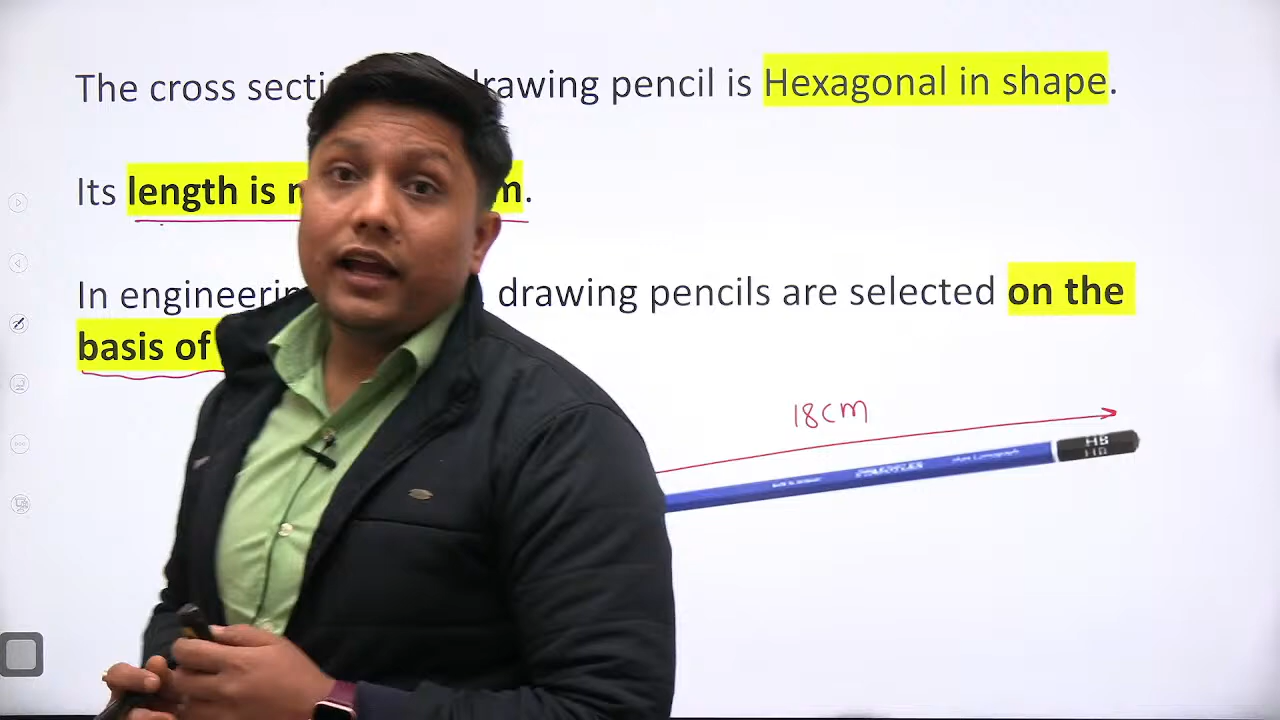 The cross secti drawing pencil is Hexagonal in shape.
Its length is m.
In engineerin drawing pencils are selected on the
basis of
18cm
HB
STAEDTLER